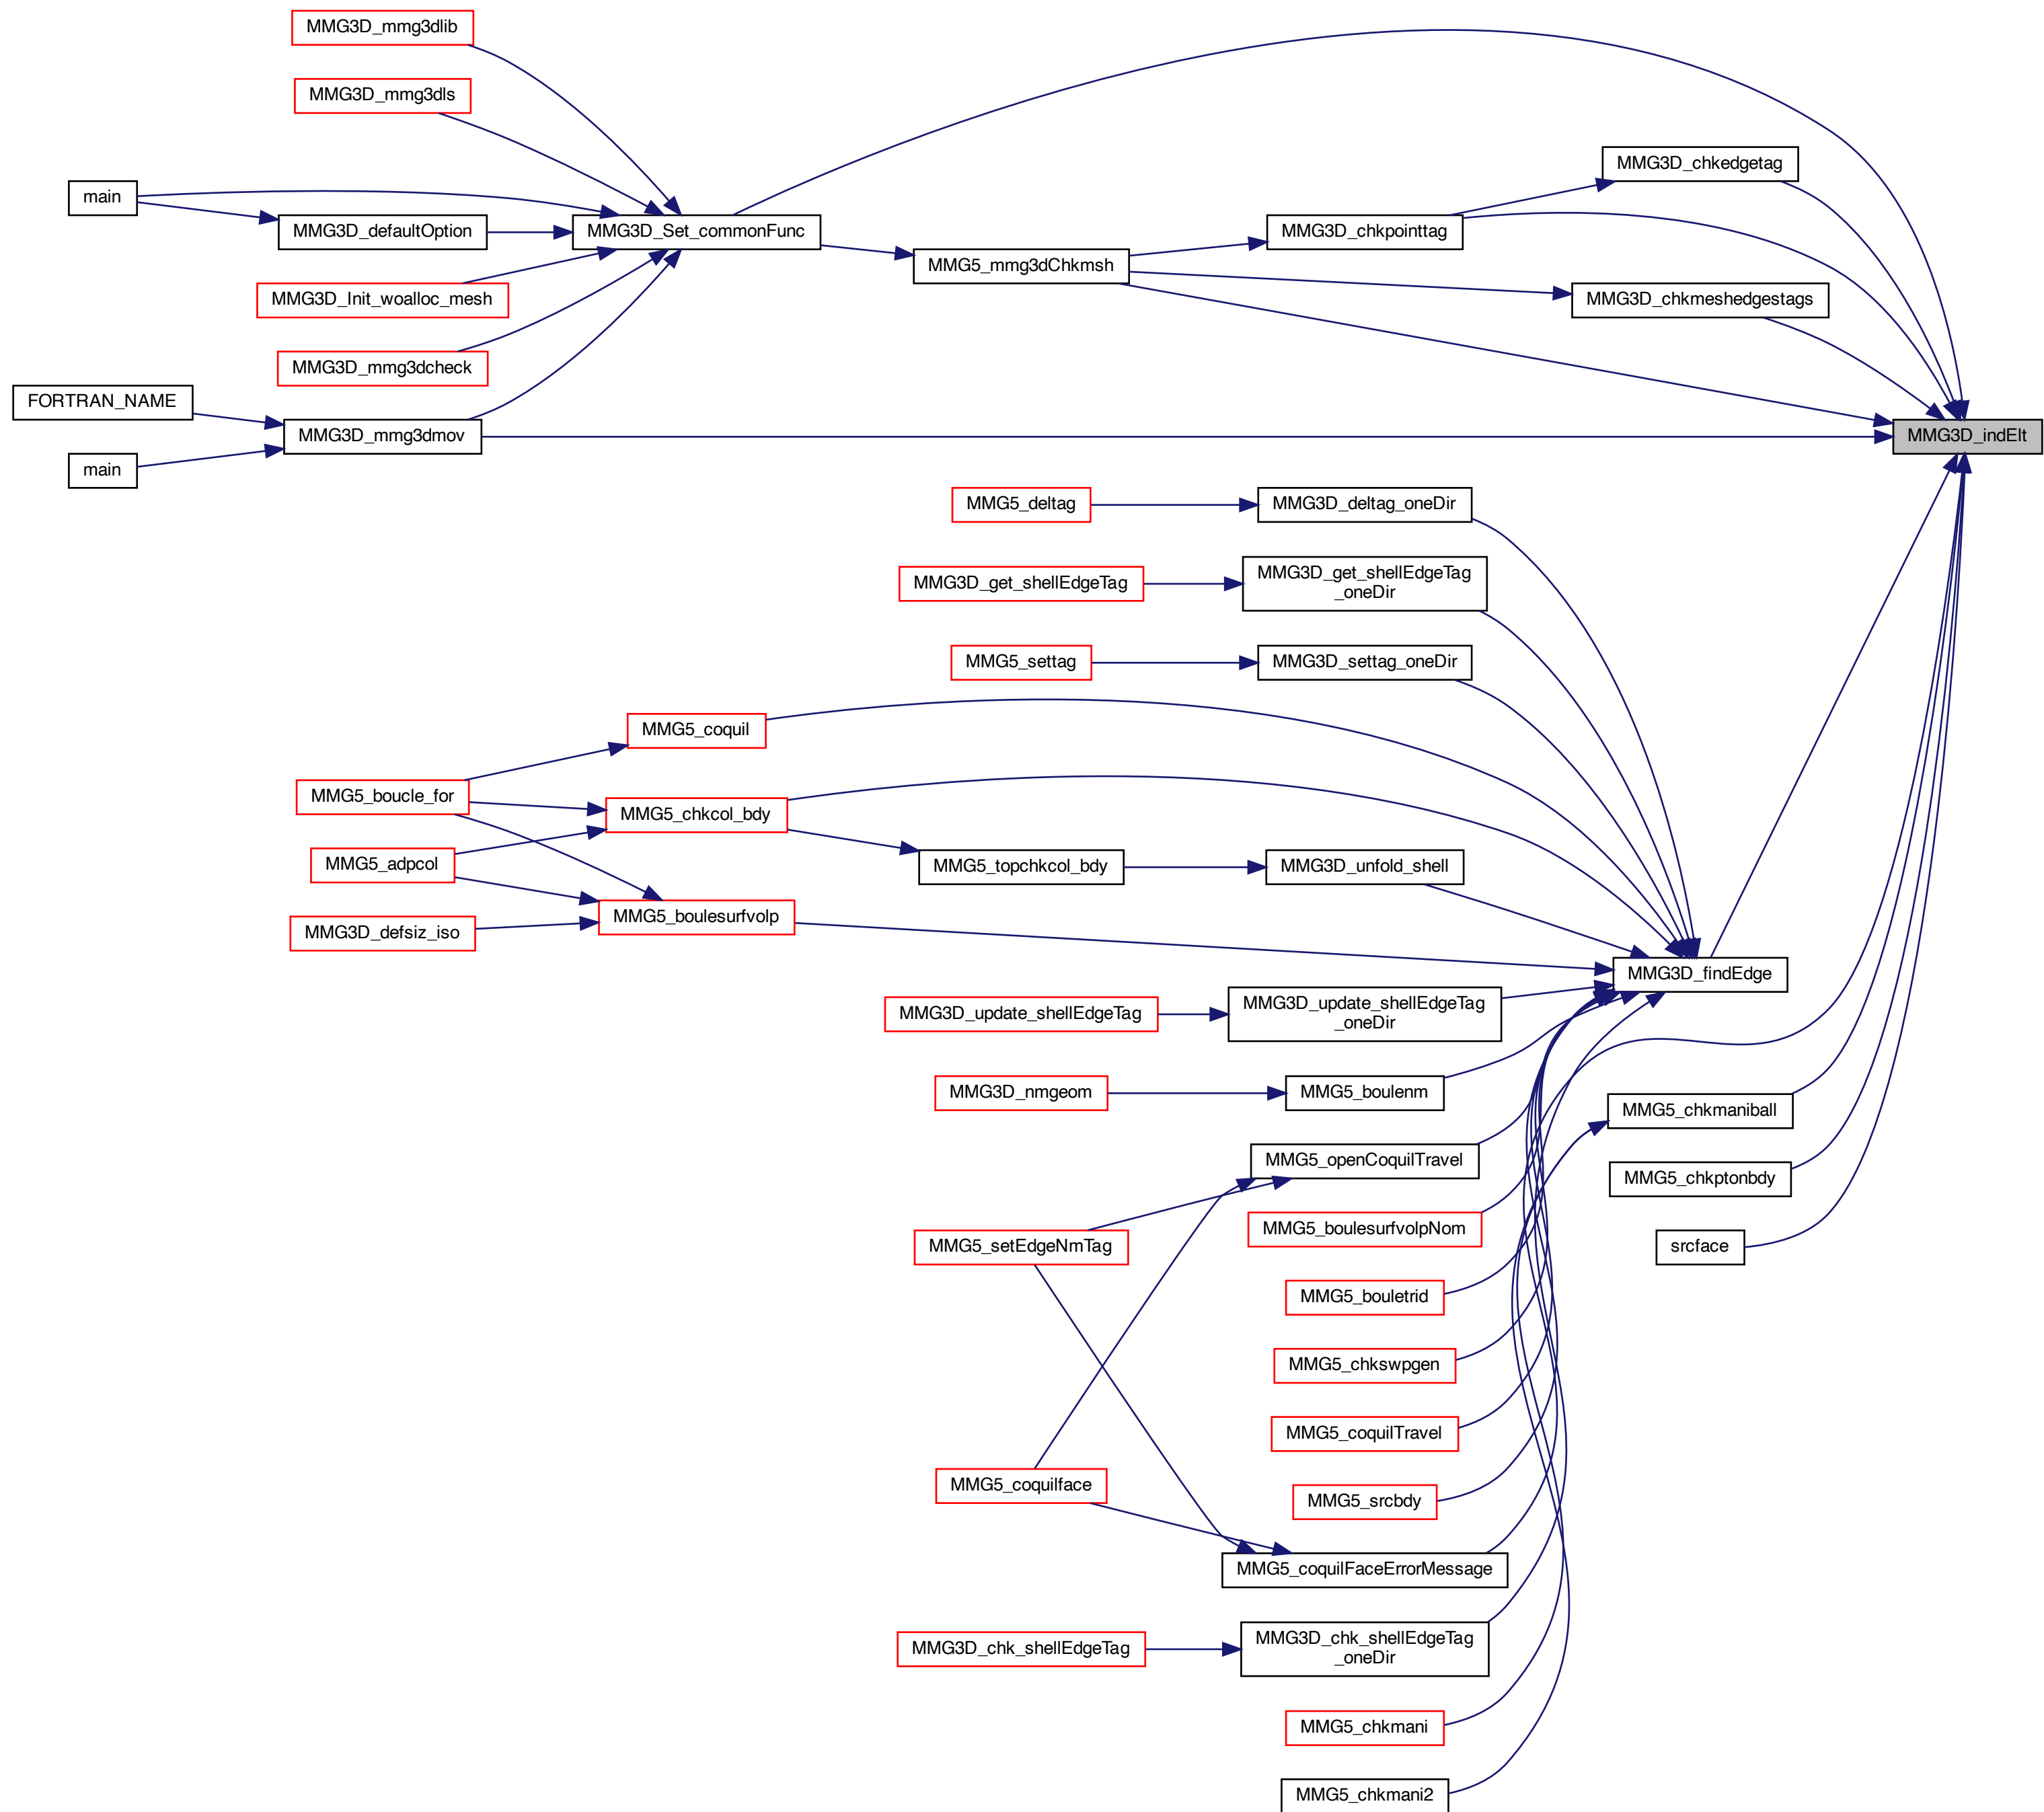 MMG3D_mmg3dlib
MMG3D_mmg3dls
main
MMG3D_defaultOption
MMG3D_Set_commonFunc
MMG3D_Init_woalloc_mesh
MMG3D_mmg3dcheck
FORTRAN_NAME
MMG3D_mmg3dmov
main
MMG5_mmg3dChkmsh
MMG3D_chkpointtag
MMG3D_chkedgetag
MMG3D_chkmeshedgestags
MMG3D_indElt
MMG5_deltag
MMG3D_deltag_oneDir
MMG3D_get_shellEdgeTag
MMG3D_get_shellEdgeTag
_oneDir
MMG5_settag
MMG3D_settag_oneDir
MMG5_coquil
MMG5_boucle_for
MMG5_chkcol_bdy
MMG5_adpcol
MMG5_topchkcol_bdy
MMG3D_unfold_shell
MMG5_boulesurfvolp
MMG3D_defsiz_iso
MMG3D_findEdge
MMG3D_update_shellEdgeTag
MMG3D_update_shellEdgeTag
_oneDir
MMG3D_nmgeom
MMG5_boulenm
MMG5_chkmaniball
MMG5_openCoquilTravel
MMG5_chkptonbdy
MMG5_boulesurfvolpNom
MMG5_setEdgeNmTag
srcface
MMG5_bouletrid
MMG5_chkswpgen
MMG5_coquilTravel
MMG5_coquilface
MMG5_srcbdy
MMG5_coquilFaceErrorMessage
MMG3D_chk_shellEdgeTag
MMG3D_chk_shellEdgeTag
_oneDir
MMG5_chkmani
MMG5_chkmani2